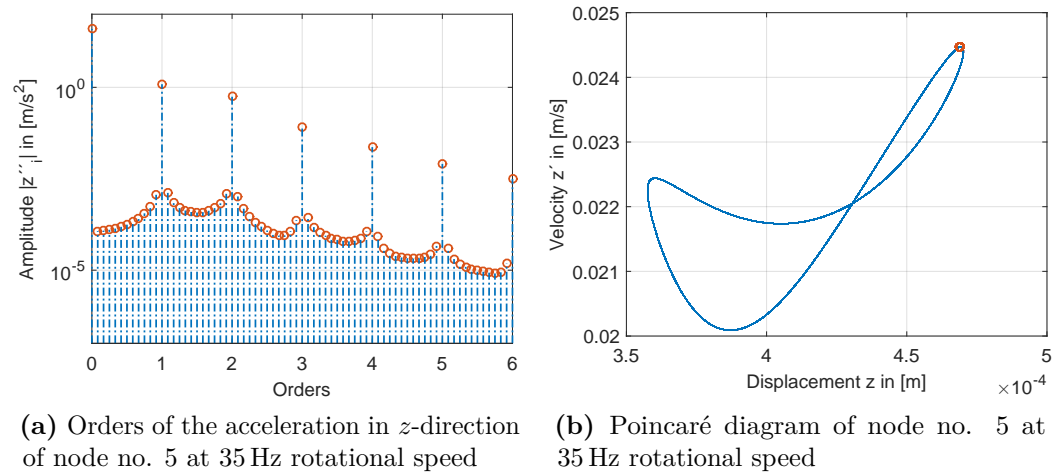 Amplitude |z´´ᵢ| in [m/s²]
10⁰
10⁻⁵
0 1 2 3 4 5 6
Orders
(a) Orders of the acceleration in z-direction
of node no. 5 at 35 Hz rotational speed
Velocity z´ in [m/s]
0.025
0.024
0.023
0.022
0.021
0.02
3.5 4 4.5 5
Displacement z in [m]
×10⁻⁴
(b) Poincaré diagram of node no. 5 at
35 Hz rotational speed